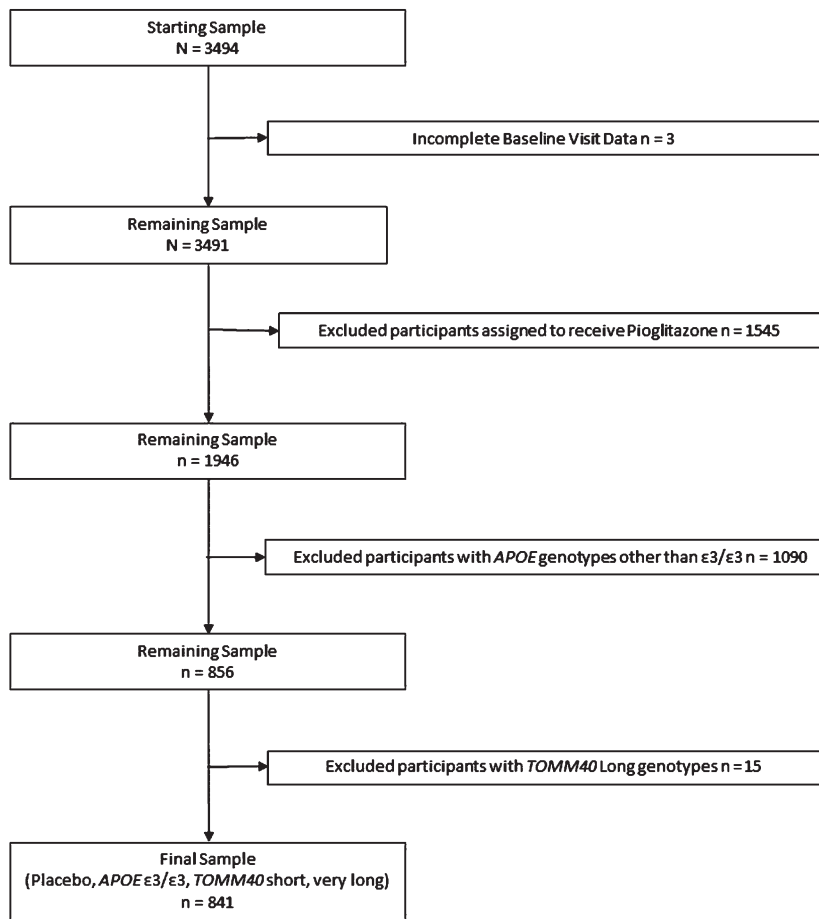 Starting Sample
N = 3494
Incomplete Baseline Visit Data n = 3
Remaining Sample
N = 3491
Excluded participants assigned to receive Pioglitazone n = 1545
Remaining Sample
n = 1946
Excluded participants with APOE genotypes other than ε3/ε3 n = 1090
Remaining Sample
n = 856
Excluded participants with TOMM40 Long genotypes n = 15
Final Sample
(Placebo, APOE ε3/ε3, TOMM40 short, very long)
n = 841